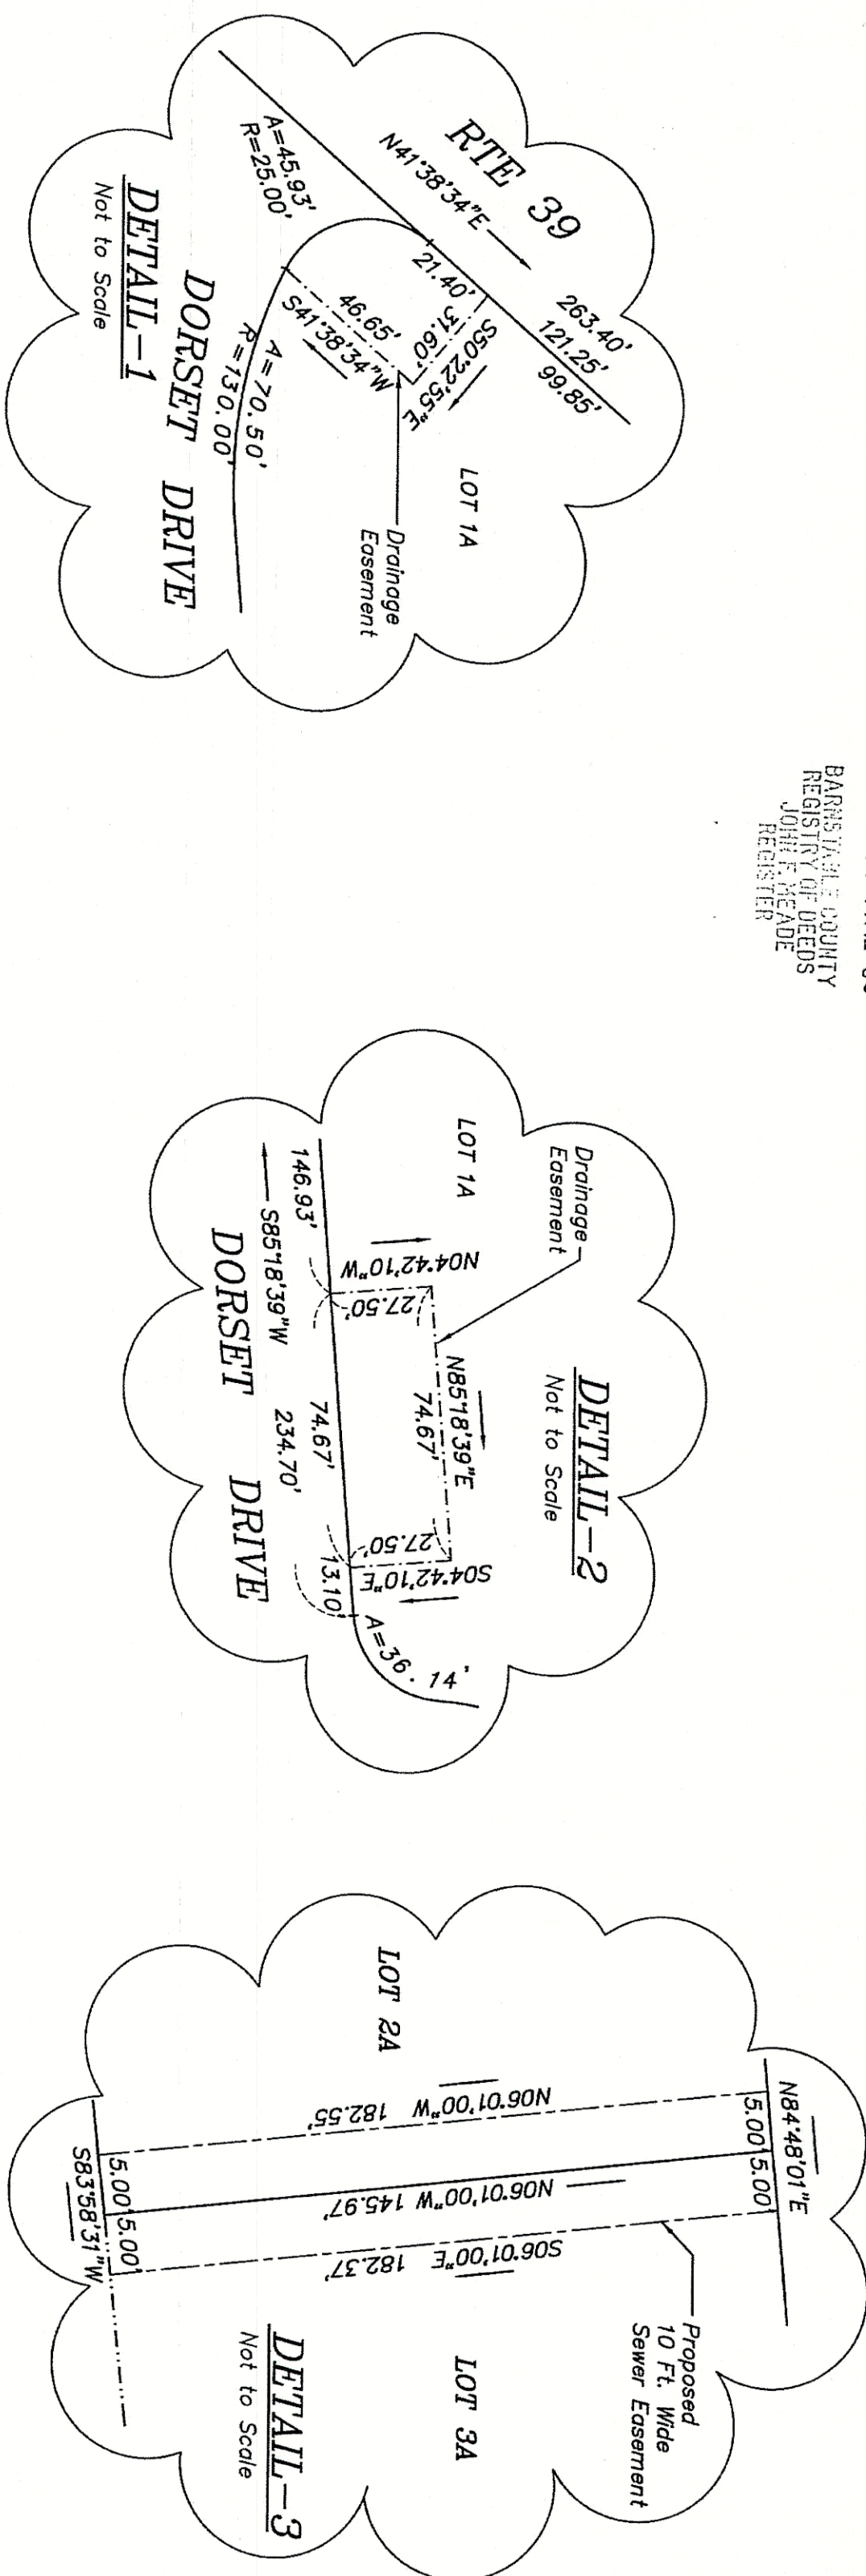 BARNSTABLE COUNTY
REGISTRY OF DEEDS
JOHN F. MEADE
REGISTER
RTE 39
N41°38'34"E
263.40'
121.25'
99.85'
21.40'
S50°22'55"E
31.60'
46.65'
S41°38'34"W
A=45.93'
R=25.00'
A=70.50'
R=130.00'
LOT 1A
Drainage
Easement
DORSET DRIVE
DETAIL-1
Not to Scale
DETAIL-2
Not to Scale
Drainage
Easement
LOT 1A
N04°42'10"W
27.50'
N85°18'39"E
74.67'
S04°42'10"E
27.50'
146.93'
74.67'
13.10'
A=36.14'
S85°18'39"W
234.70'
DORSET DRIVE
N84°48'01"E
5.00'
5.00'
Proposed
10 Ft. Wide
Sewer Easement
LOT 2A
N06°01'00"W 182.55'
N06°01'00"W 145.97'
S06°01'00"E 182.37'
LOT 3A
5.00'
5.00'
S83°58'31"W
DETAIL-3
Not to Scale